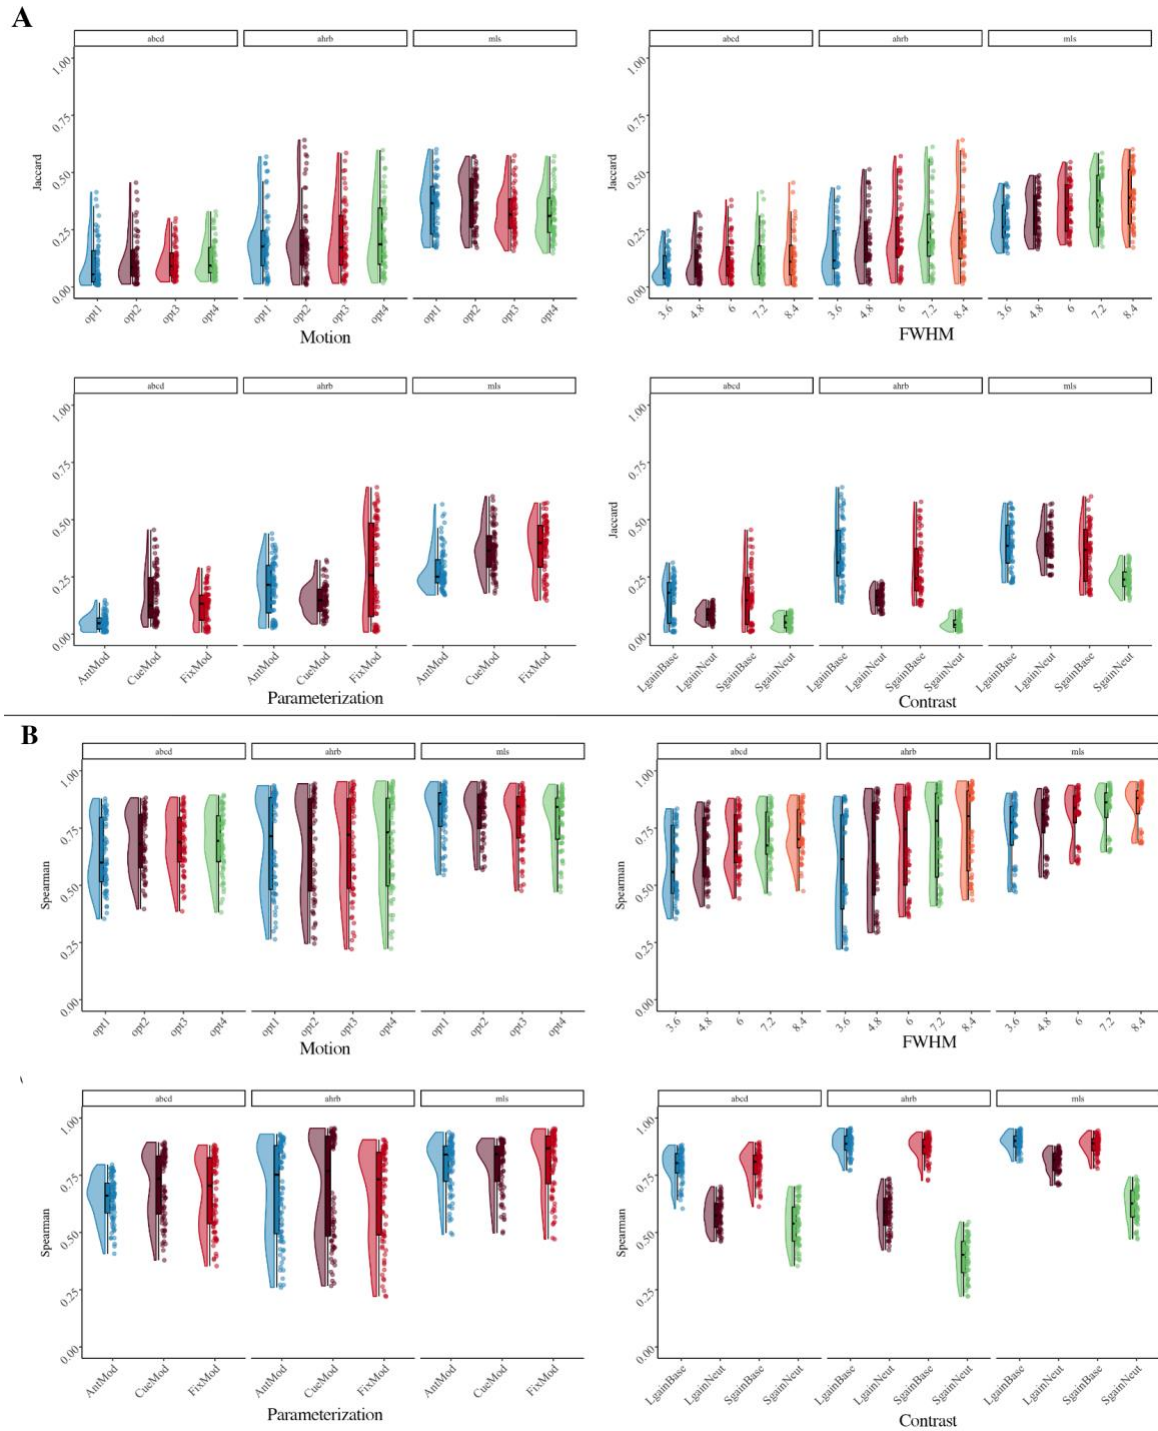 A
abcd ahrb mls
1.00
0.75
0.50
0.25
0.00
Jaccard
opt1 opt2 opt3 opt4 opt1 opt2 opt3 opt4 opt1 opt2 opt3 opt4
Motion
abcd ahrb mls
1.00
0.75
0.50
0.25
0.00
Jaccard
3.6 4.8 6 7.2 8.4 3.6 4.8 6 7.2 8.4 3.6 4.8 6 7.2 8.4
FWHM
abcd ahrb mls
1.00
0.75
0.50
0.25
0.00
Jaccard
AntMod CueMod FixMod AntMod CueMod FixMod AntMod CueMod FixMod
Parameterization
abcd ahrb mls
1.00
0.75
0.50
0.25
0.00
Jaccard
LgainBase LgainNeut SgainBase SgainNeut LgainBase LgainNeut SgainBase SgainNeut LgainBase LgainNeut SgainBase SgainNeut
Contrast
B
abcd ahrb mls
1.00
0.75
0.50
0.25
0.00
Spearman
opt1 opt2 opt3 opt4 opt1 opt2 opt3 opt4 opt1 opt2 opt3 opt4
Motion
abcd ahrb mls
1.00
0.75
0.50
0.25
0.00
Spearman
3.6 4.8 6 7.2 8.4 3.6 4.8 6 7.2 8.4 3.6 4.8 6 7.2 8.4
FWHM
abcd ahrb mls
1.00
0.75
0.50
0.25
0.00
Spearman
AntMod CueMod FixMod AntMod CueMod FixMod AntMod CueMod FixMod
Parameterization
abcd ahrb mls
1.00
0.75
0.50
0.25
0.00
Spearman
LgainBase LgainNeut SgainBase SgainNeut LgainBase LgainNeut SgainBase SgainNeut LgainBase LgainNeut SgainBase SgainNeut
Contrast